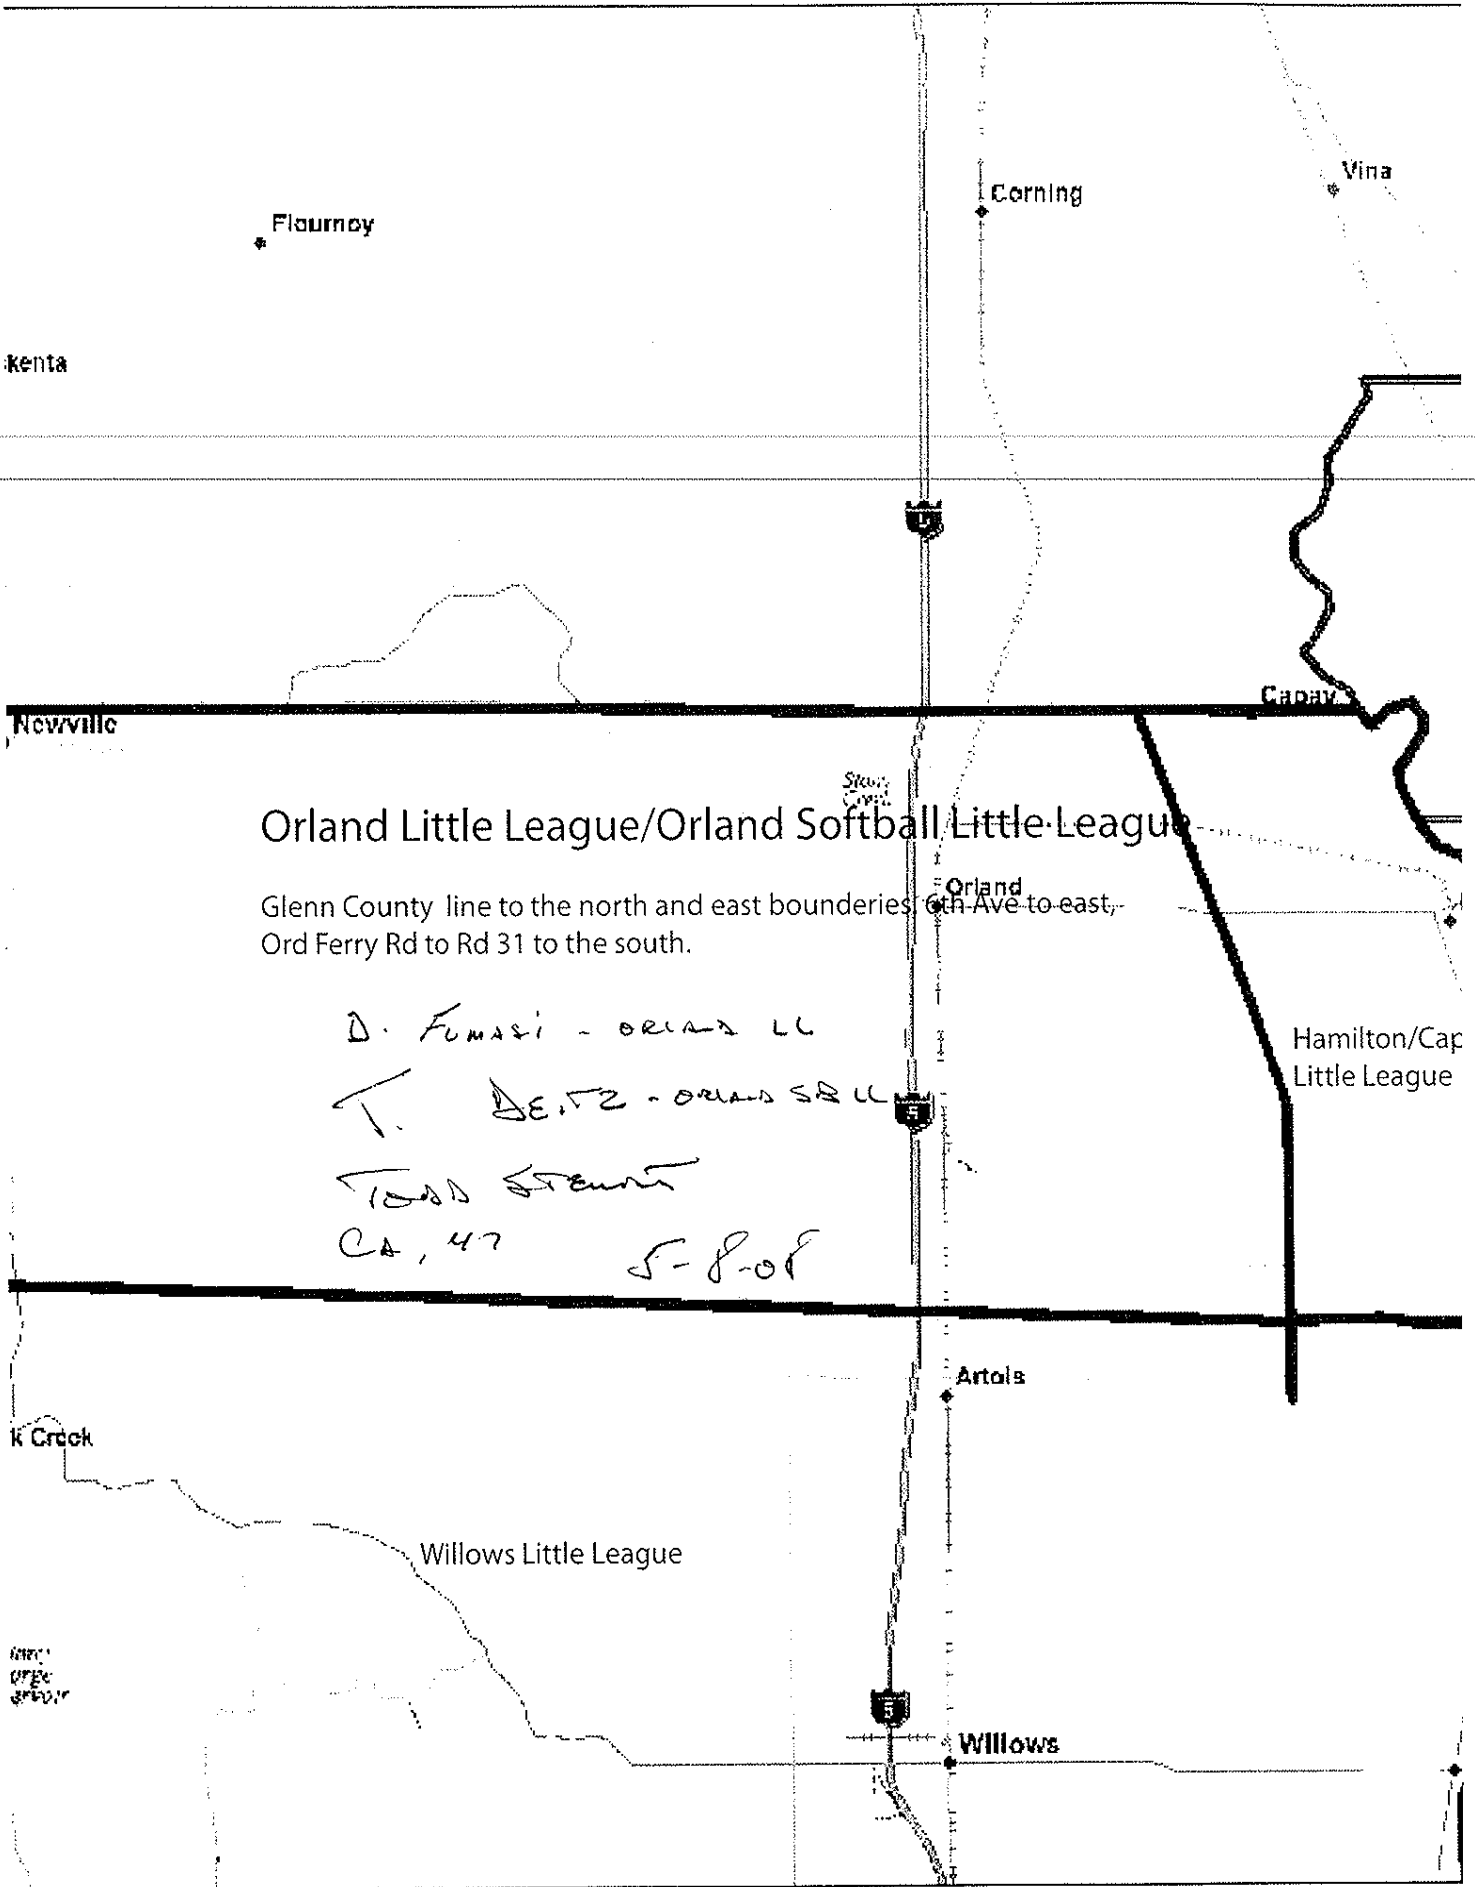 Vina
Corning
Flournoy
kenta
Capay
Newville
Orland Little League/Orland Softball Little League
Orland
Glenn County line to the north and east bounderies, 6th Ave to east,
Ord Ferry Rd to Rd 31 to the south.
D. Fumasi - ORLAND LL
Hamilton/Cap
Little League
T. DEITZ - ORLAND SB LL
5
TODD STEWART
CA, 47
5-8-08
Artois
k Creek
Willows Little League
5
Willows